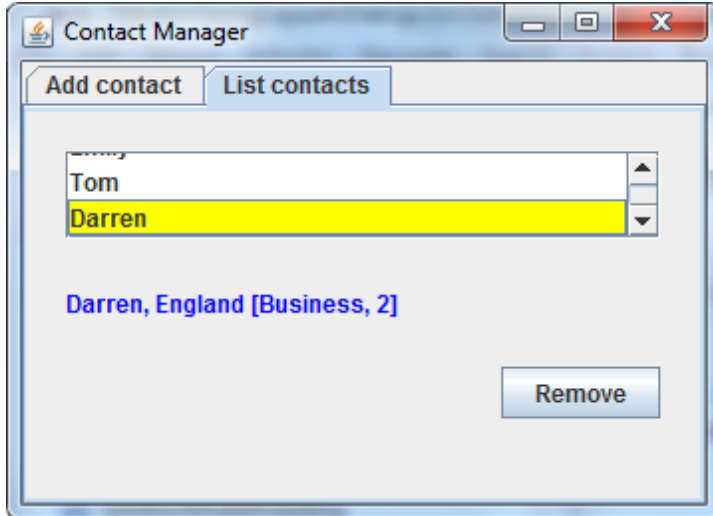 Contact Manager
Add contact List contacts
Tom
Darren
Darren, England [Business, 2]
Remove